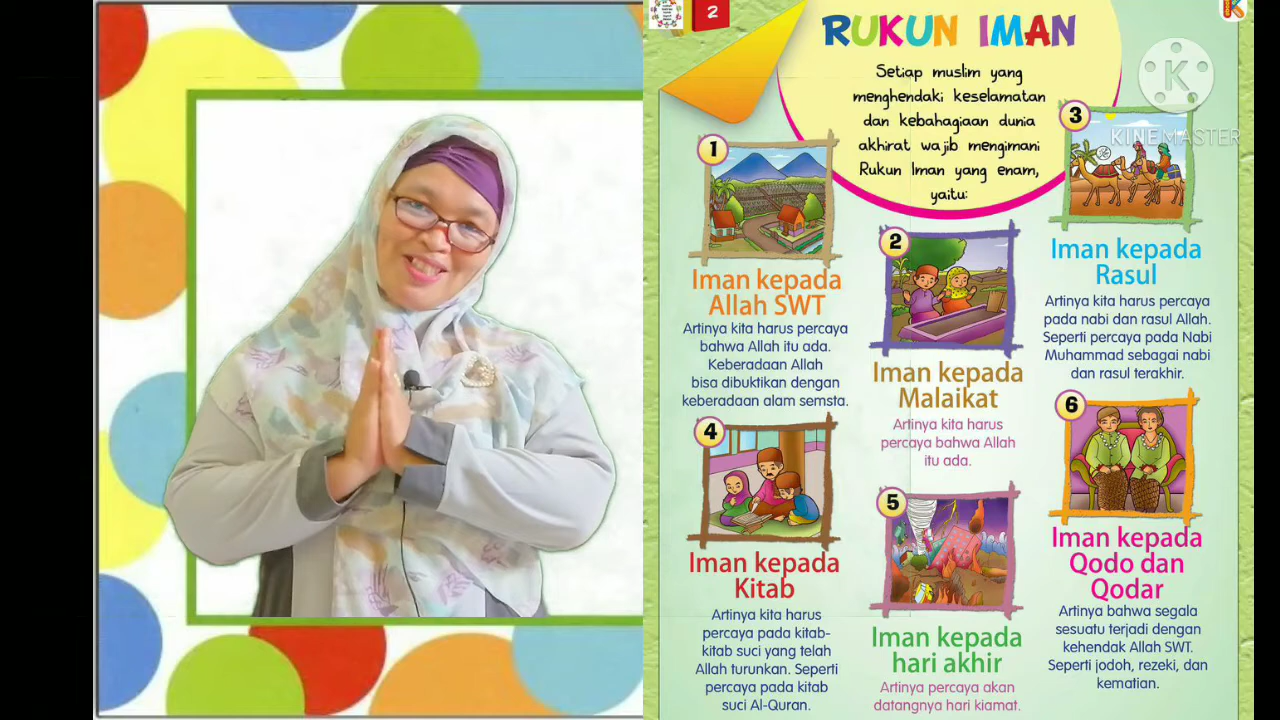 2
RUKUN IMAN
Setiap muslim yang
menghendaki keselamatan
dan kebahagiaan dunia
akhirat wajib mengimani
Rukun Iman yang enam,
yaitu:
KINEMASTER
1
Iman kepada
Allah SWT
Artinya kita harus percaya
bahwa Allah itu ada.
Keberadaan Allah
bisa dibuktikan dengan
keberadaan alam semsta.
2
Iman kepada
Malaikat
Artinya kita harus
percaya bahwa Allah
itu ada.
3
Iman kepada
Rasul
Artinya kita harus percaya
pada nabi dan rasul Allah.
Seperti percaya pada Nabi
Muhammad sebagai nabi
dan rasul terakhir.
4
Iman kepada
Kitab
Artinya kita harus
percaya pada kitab-
kitab suci yang telah
Allah turunkan. Seperti
percaya pada kitab
suci Al-Quran.
5
Iman kepada
hari akhir
Artinya percaya akan
datangnya hari kiamat.
6
Iman kepada
Qodo dan
Qodar
Artinya bahwa segala
sesuatu terjadi dengan
kehendak Allah SWT.
Seperti jodoh, rezeki, dan
kematian.